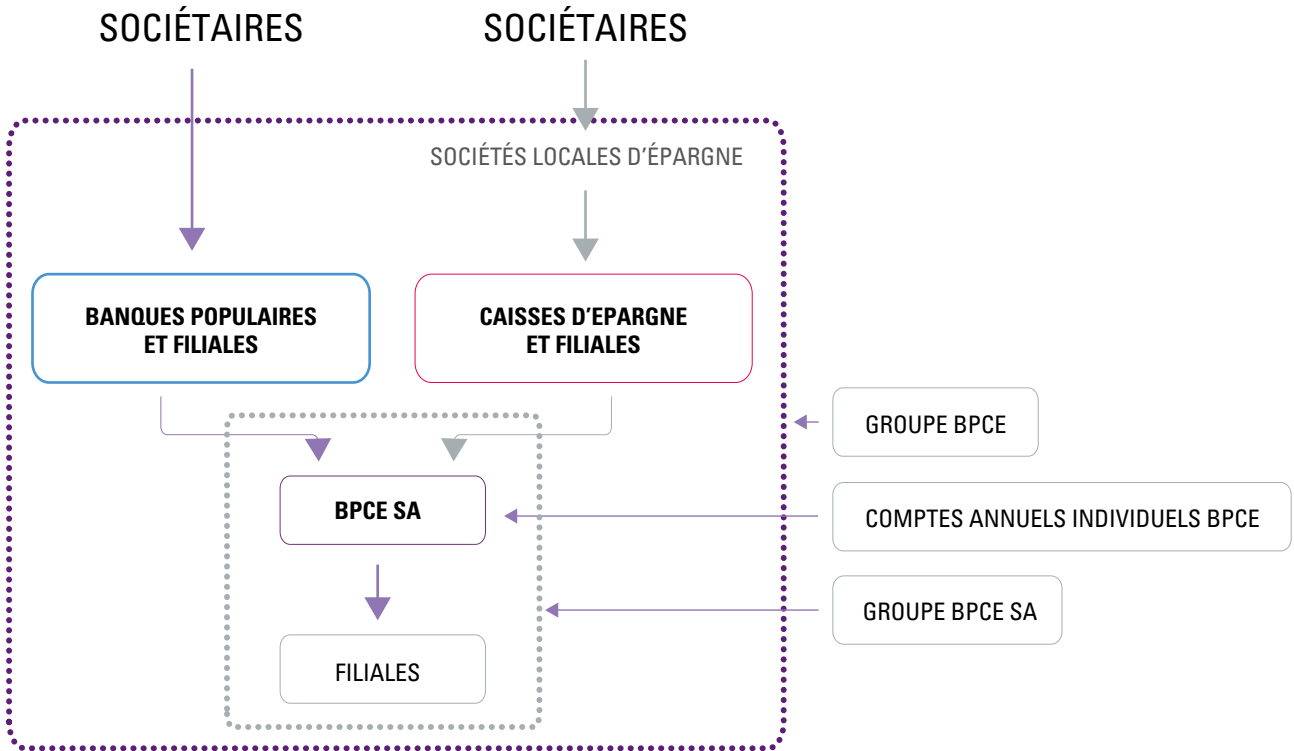 SOCIÉTAIRES
SOCIÉTAIRES
SOCIÉTÉS LOCALES D'ÉPARGNE
BANQUES POPULAIRES
ET FILIALES
CAISSES D'EPARGNE
ET FILIALES
GROUPE BPCE
BPCE SA
COMPTES ANNUELS INDIVIDUELS BPCE
GROUPE BPCE SA
FILIALES